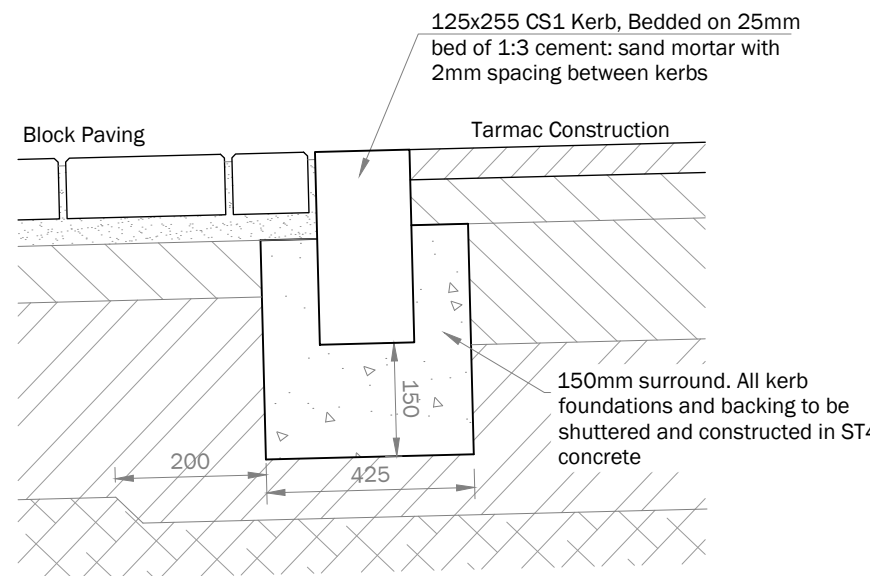 125x255 CS1 Kerb, Bedded on 25mm
bed of 1:3 cement: sand mortar with
2mm spacing between kerbs
Block Paving
Tarmac Construction
150
150mm surround. All kerb
foundations and backing to be
shuttered and constructed in ST4
concrete
200
425